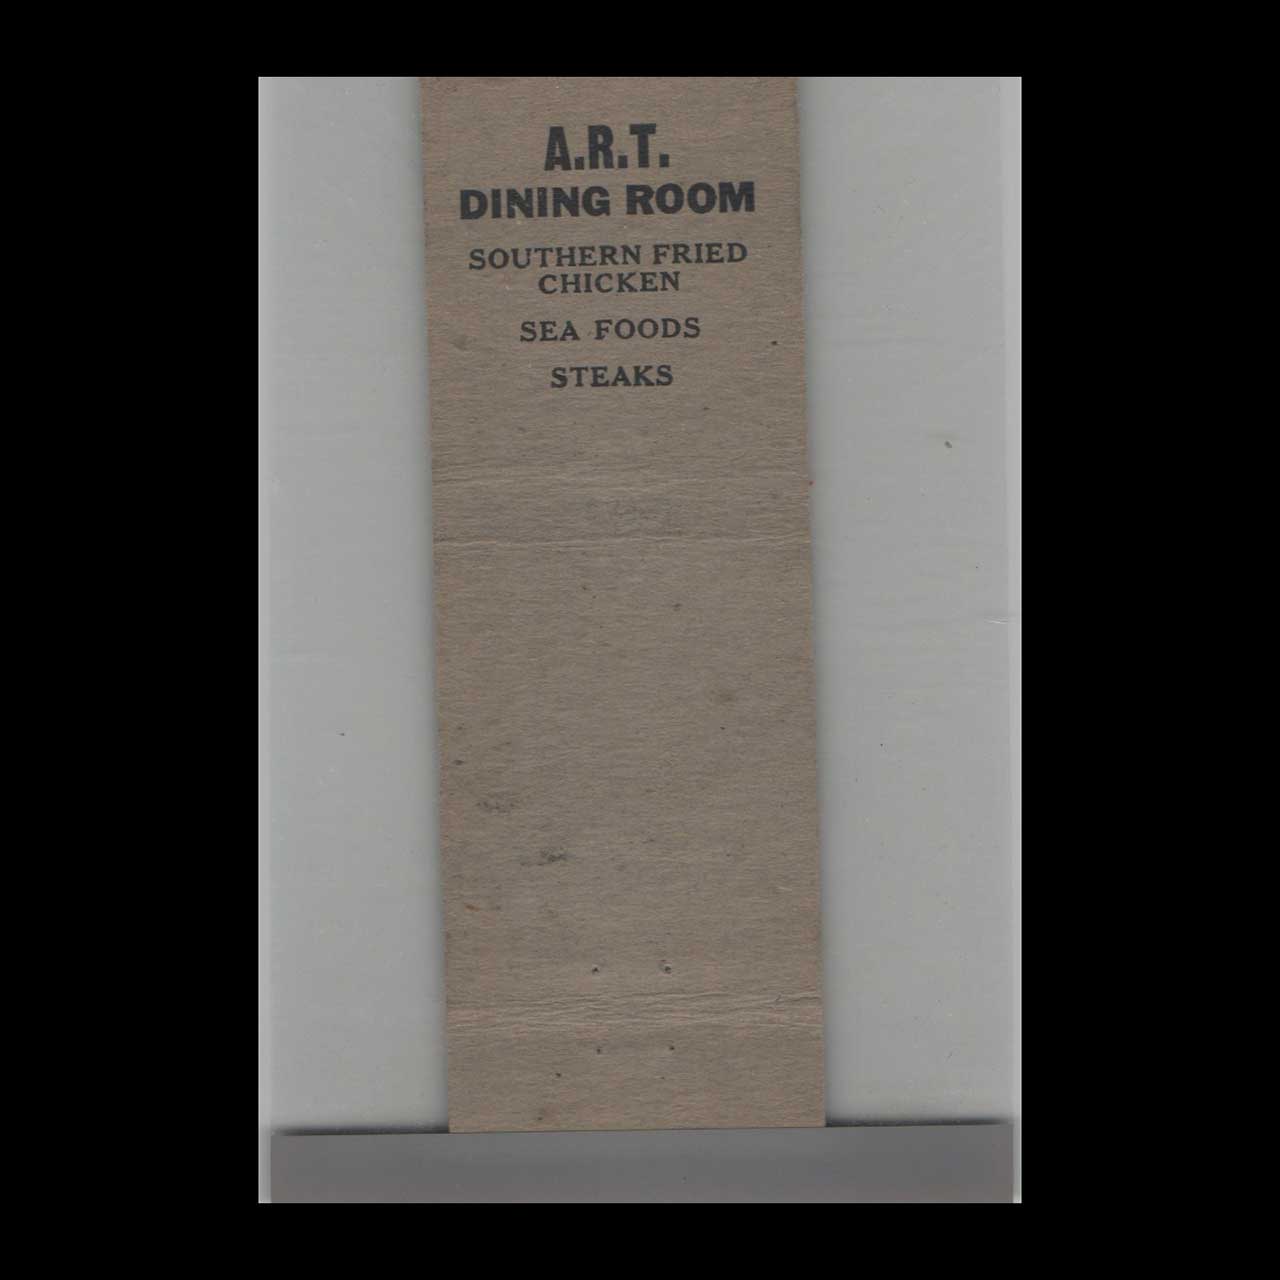 A.R.T.
DINING ROOM
SOUTHERN FRIED
CHICKEN
SEA FOODS
STEAKS